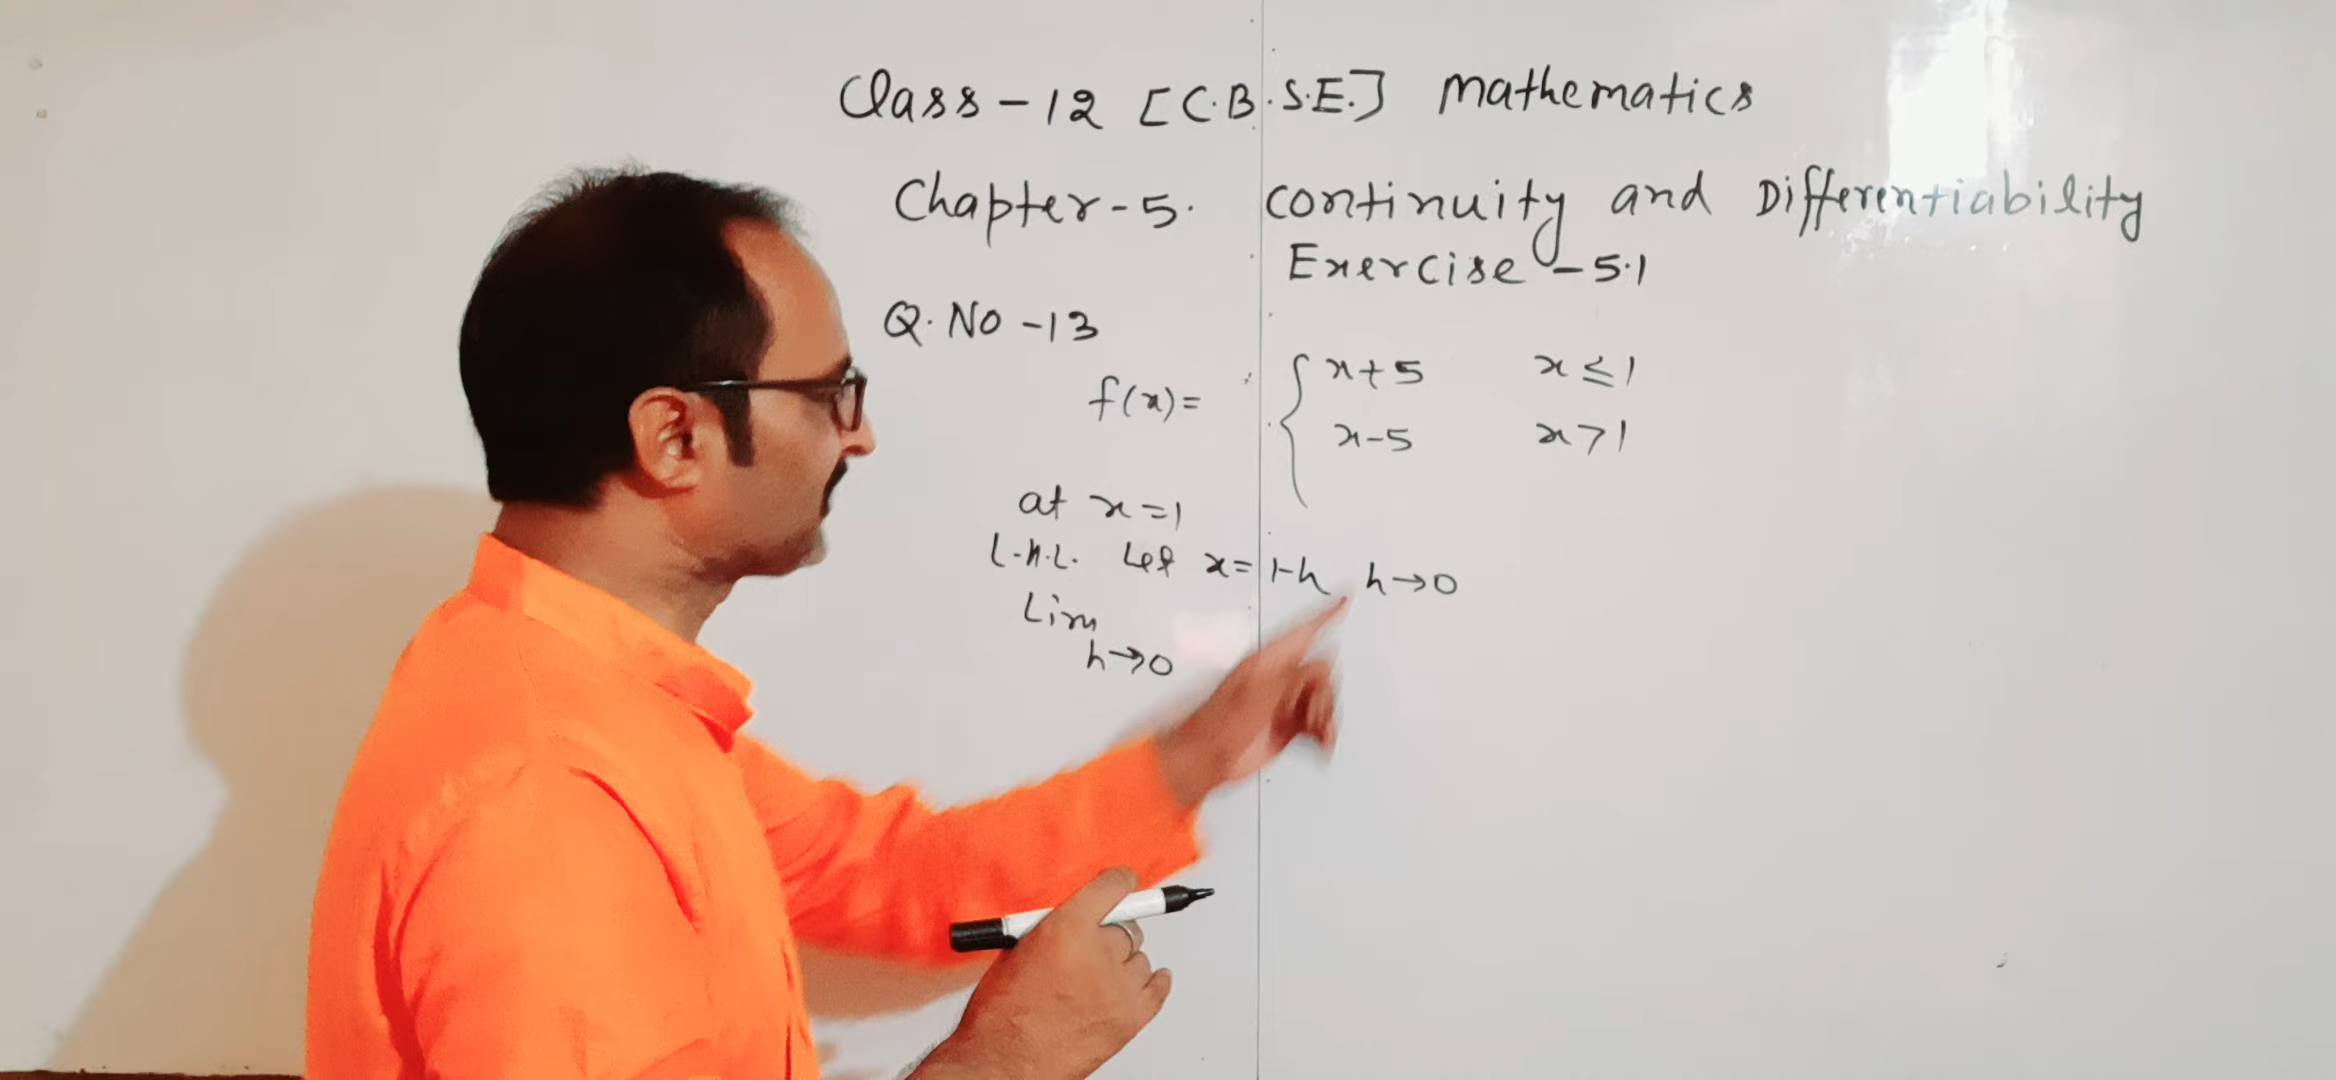 Class-12 [C.B.S.E.] Mathematics
Chapter-5. Continuity and Differentiability
Exercise-5.1
Q.No-13
f(x)= { x+5 x≤1
x-5 x>1
at x=1
L.H.L. Let x=1-h h→0
Lim
h→0